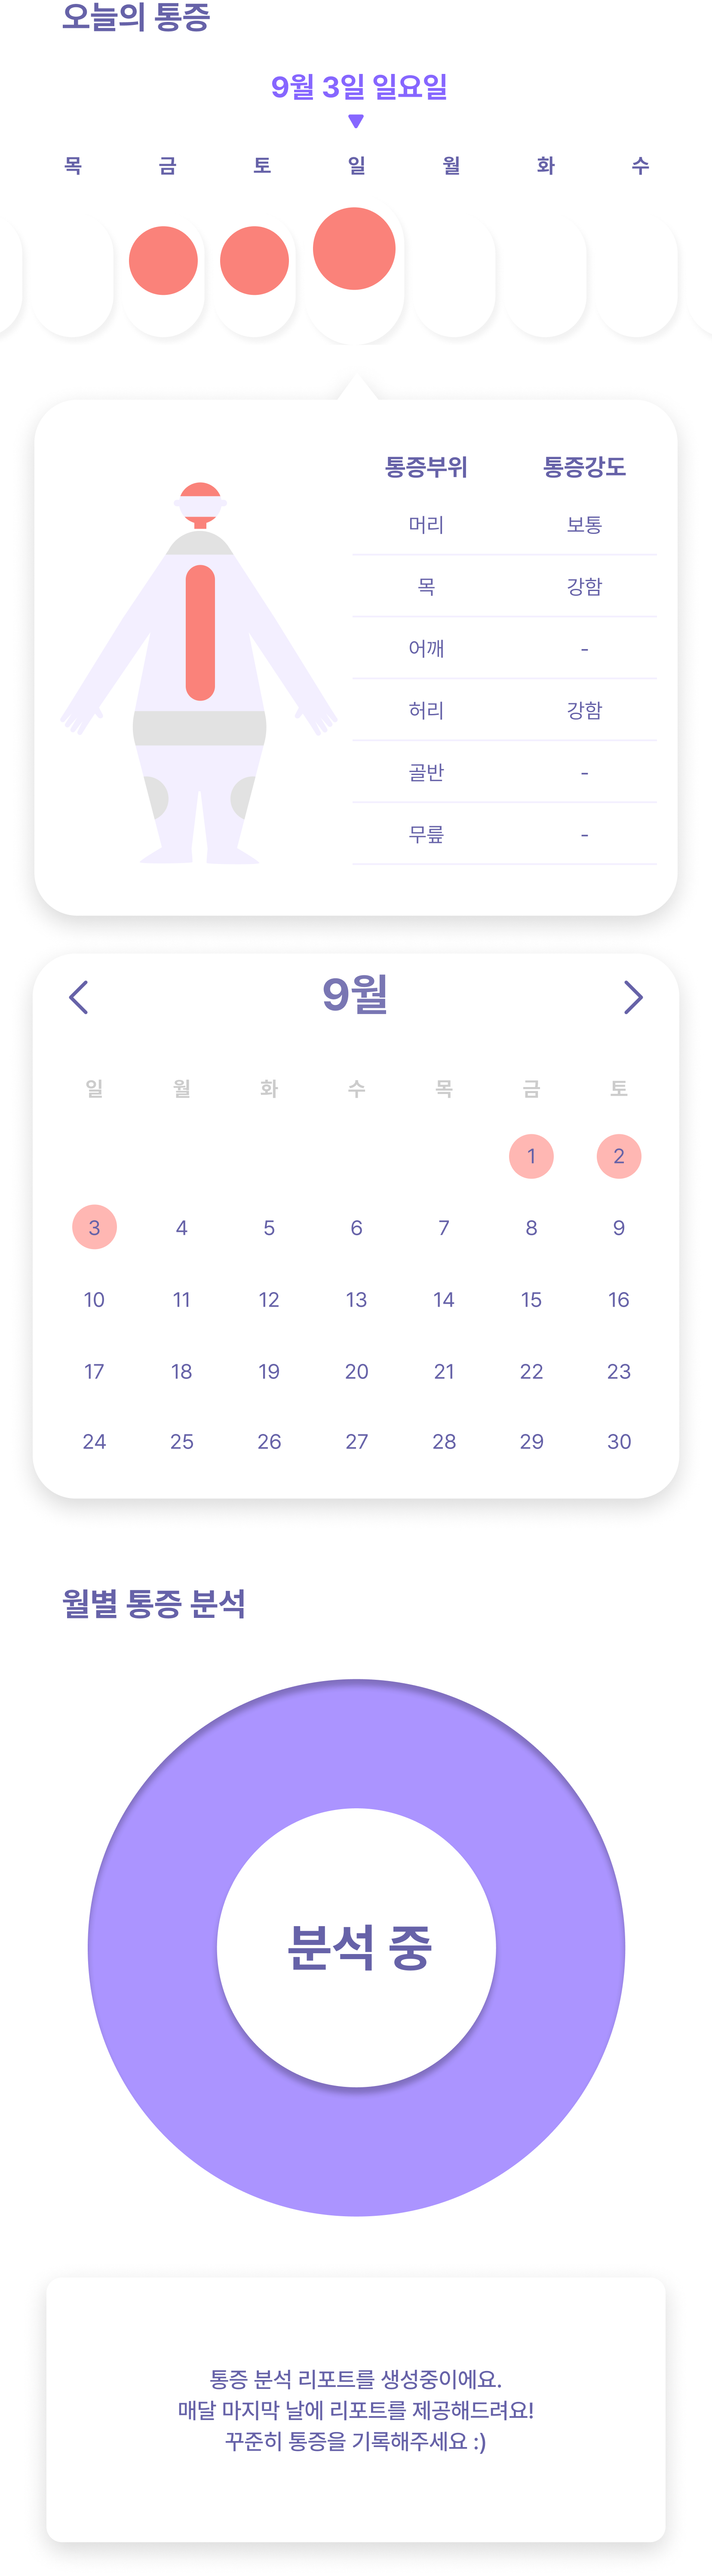 오늘의 통증
9월 3일 일요일
목 금 토 일 월 화 수
통증부위 통증강도
머리 보통
목 강함
어깨 -
허리 강함
골반 -
무릎 -
9월
일 월 화 수 목 금 토
1 2
3 4 5 6 7 8 9
10 11 12 13 14 15 16
17 18 19 20 21 22 23
24 25 26 27 28 29 30
월별 통증 분석
분석 중
통증 분석 리포트를 생성중이에요.
매달 마지막 날에 리포트를 제공해드려요!
꾸준히 통증을 기록해주세요 :)